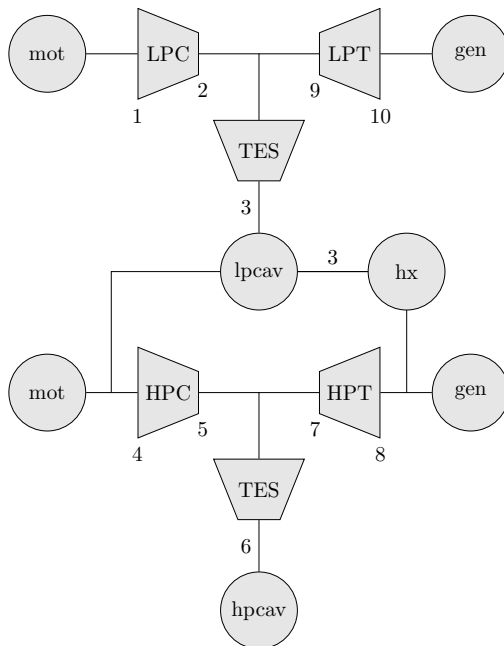 mot LPC LPT gen
2 9
1 10
TES
3
lpcav 3 hx
mot HPC HPT gen
5 7
4 8
TES
6
hpcav